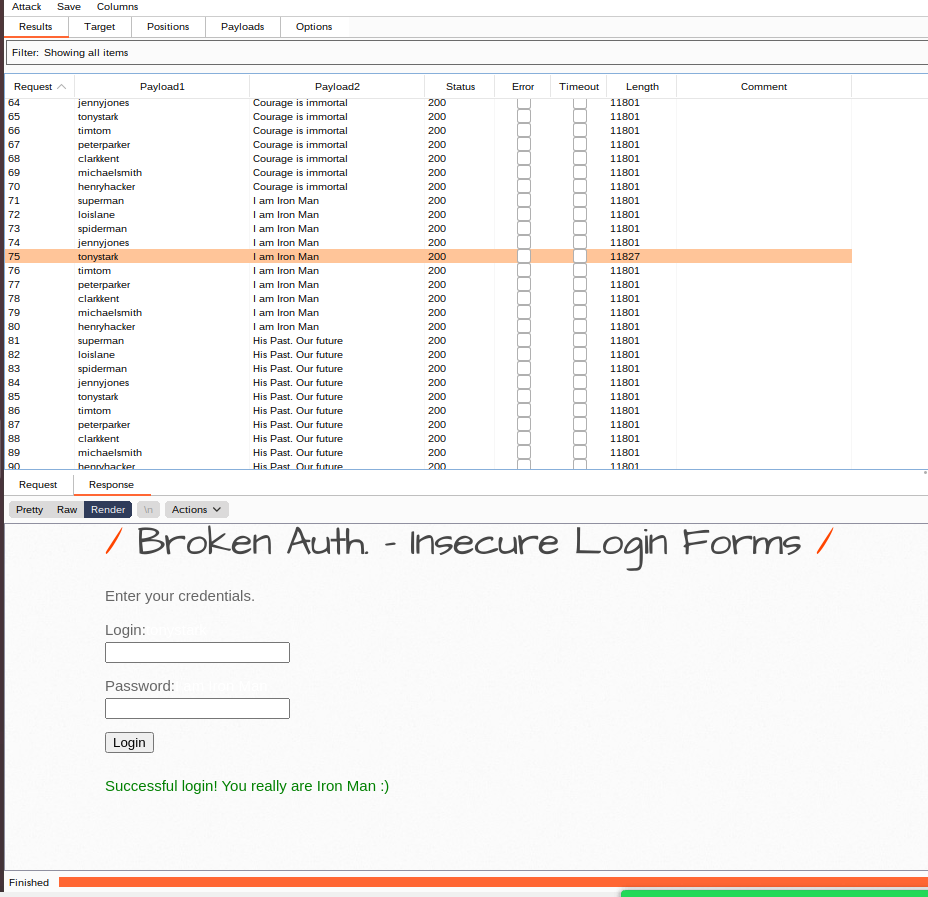 Attack Save Columns
Results Target Positions Payloads Options
Filter: Showing all items
Request Payload1 Payload2 Status Error Timeout Length Comment
64 jennyjones Courage is immortal 200 11801
65 tonystark Courage is immortal 200 11801
66 timtom Courage is immortal 200 11801
67 peterparker Courage is immortal 200 11801
68 clarkkent Courage is immortal 200 11801
69 michaelsmith Courage is immortal 200 11801
70 henryhacker Courage is immortal 200 11801
71 superman I am Iron Man 200 11801
72 loislane I am Iron Man 200 11801
73 spiderman I am Iron Man 200 11801
74 jennyjones I am Iron Man 200 11801
75 tonystark I am Iron Man 200 11827
76 timtom I am Iron Man 200 11801
77 peterparker I am Iron Man 200 11801
78 clarkkent I am Iron Man 200 11801
79 michaelsmith I am Iron Man 200 11801
80 henryhacker I am Iron Man 200 11801
81 superman His Past. Our future 200 11801
82 loislane His Past. Our future 200 11801
83 spiderman His Past. Our future 200 11801
84 jennyjones His Past. Our future 200 11801
85 tonystark His Past. Our future 200 11801
86 timtom His Past. Our future 200 11801
87 peterparker His Past. Our future 200 11801
88 clarkkent His Past. Our future 200 11801
89 michaelsmith His Past. Our future 200 11801
90 henryhacker His Past. Our future 200 11801
Request Response
Pretty Raw Render \n Actions
/ Broken Auth. - Insecure Login Forms /
Enter your credentials.
Login:
Password:
Login
Successful login! You really are Iron Man :)
Finished